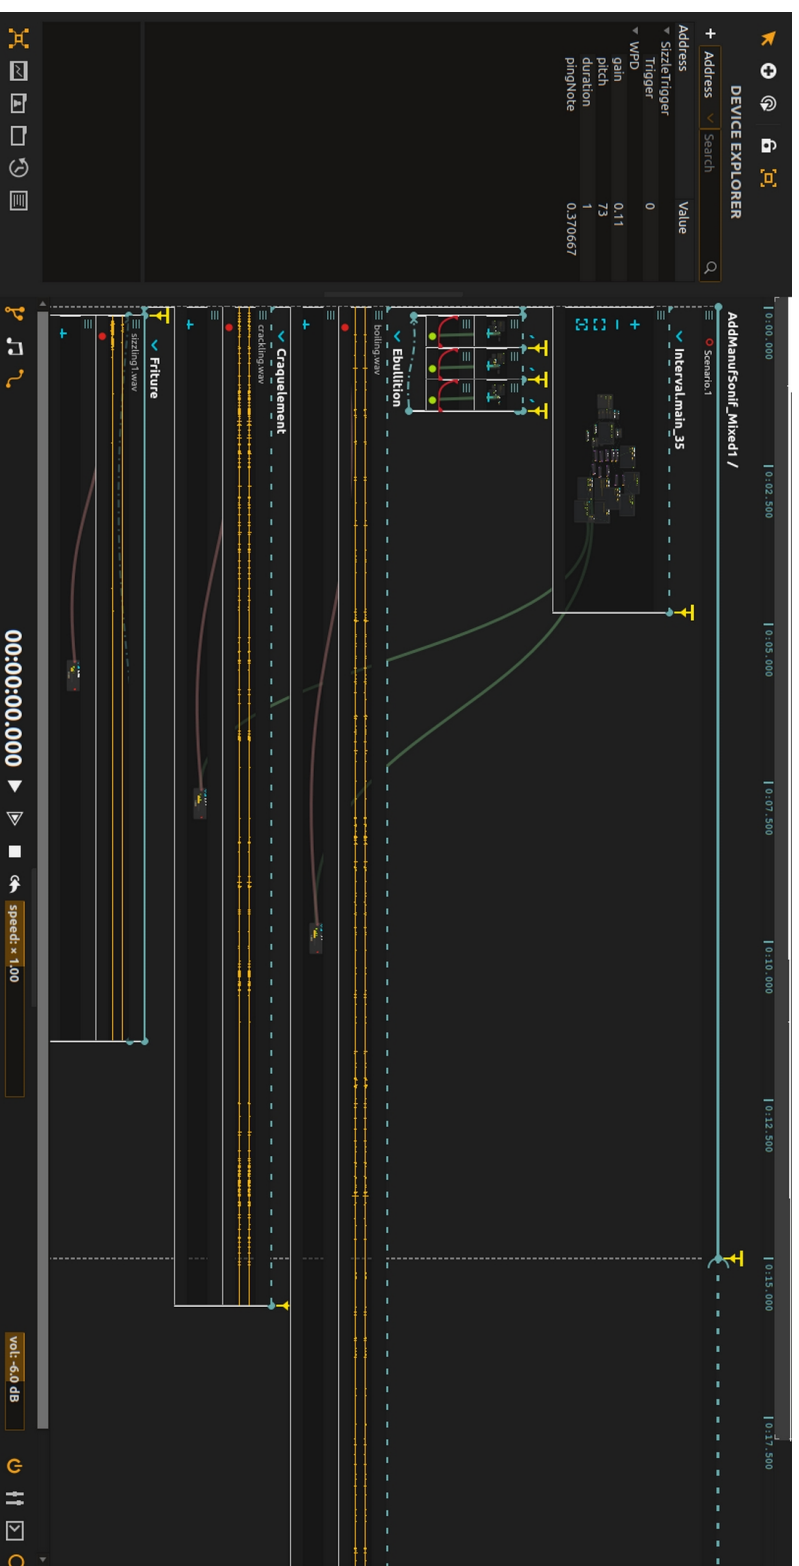 DEVICE EXPLORER
+ Address Search
Address Value
SizzleTrigger
Trigger 0
WPD
gain 0.11
pitch 73
duration 1
pingNote 0.370667
0:00.000 0:02.500 0:05.000 0:07.500 0:10.000 0:12.500 0:15.000 0:17.500
AddManufSonif_Mixed1 /
Scenario.1
Interval.main_35
Ebullition
boiling.wav
Craquelement
crackling.wav
Friture
sizzling1.wav
00:00:00.000 speed: × 1.00 vol: -6.0 dB